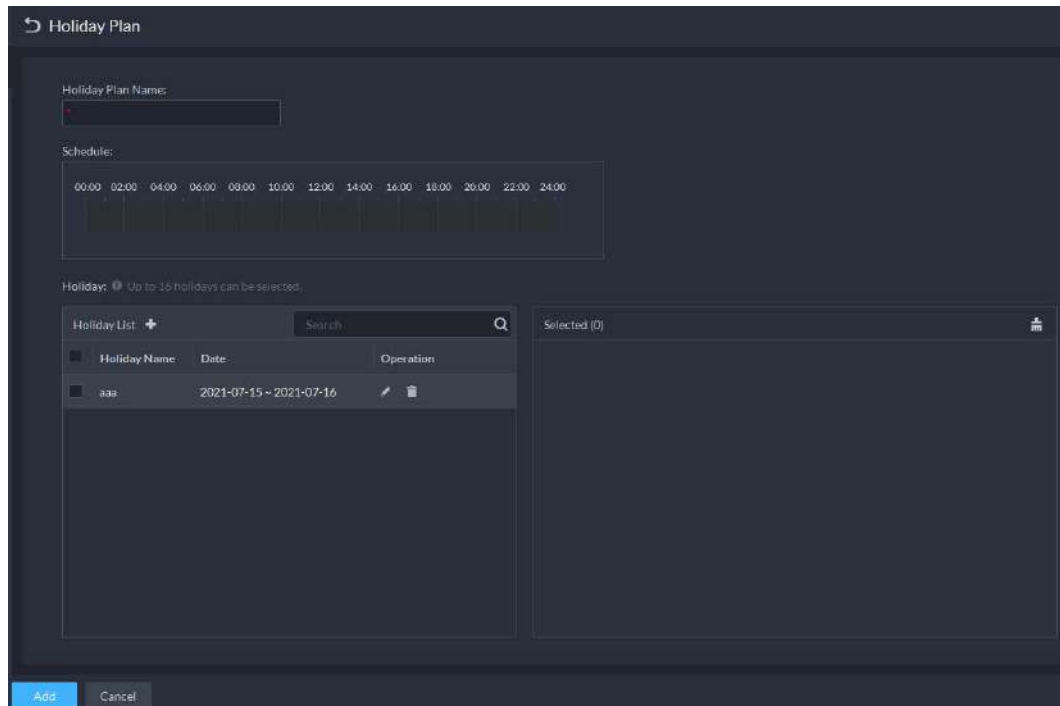 Holiday Plan
Holiday Plan Name:
*
Schedule:
00:00 02:00 04:00 06:00 08:00 10:00 12:00 14:00 16:00 18:00 20:00 22:00 24:00
Holiday: Up to 16 holidays can be selected.
Holiday List Search Selected (0)
Holiday Name Date Operation
aaa 2021-07-15 ~ 2021-07-16
Add Cancel